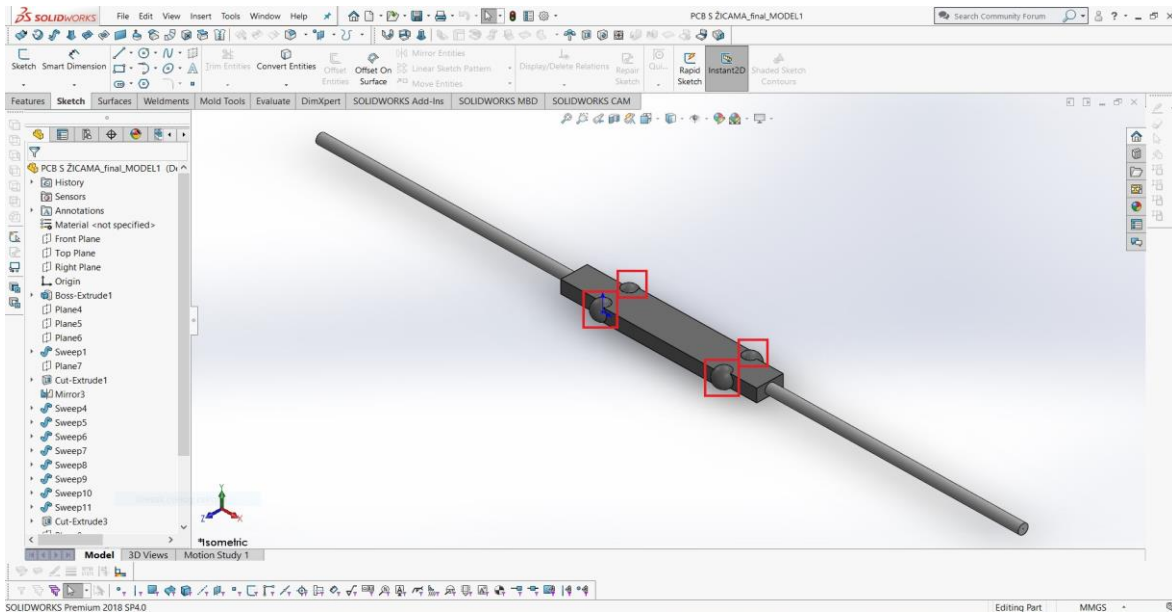 SOLIDWORKS File Edit View Insert Tools Window Help PCB S ŽICAMA_final_MODEL1 Search Community Forum
Sketch Smart Dimension Trim Entities Convert Entities Offset Entities Offset On Surface Mirror Entities Linear Sketch Pattern Move Entities Display/Delete Relations Repair Sketch Qui... Rapid Sketch Instant2D Shaded Sketch Contours
Features Sketch Surfaces Weldments Mold Tools Evaluate DimXpert SOLIDWORKS Add-Ins SOLIDWORKS MBD SOLIDWORKS CAM
PCB S ŽICAMA_final_MODEL1 (De
History
Sensors
Annotations
Material <not specified>
Front Plane
Top Plane
Right Plane
Origin
Boss-Extrude1
Plane4
Plane5
Plane6
Sweep1
Plane7
Cut-Extrude1
Mirror3
Sweep4
Sweep5
Sweep6
Sweep7
Sweep8
Sweep9
Sweep10
Sweep11
Cut-Extrude3
Y
Z X
*Isometric
Model 3D Views Motion Study 1
SOLIDWORKS Premium 2018 SP4.0 Editing Part MMGS